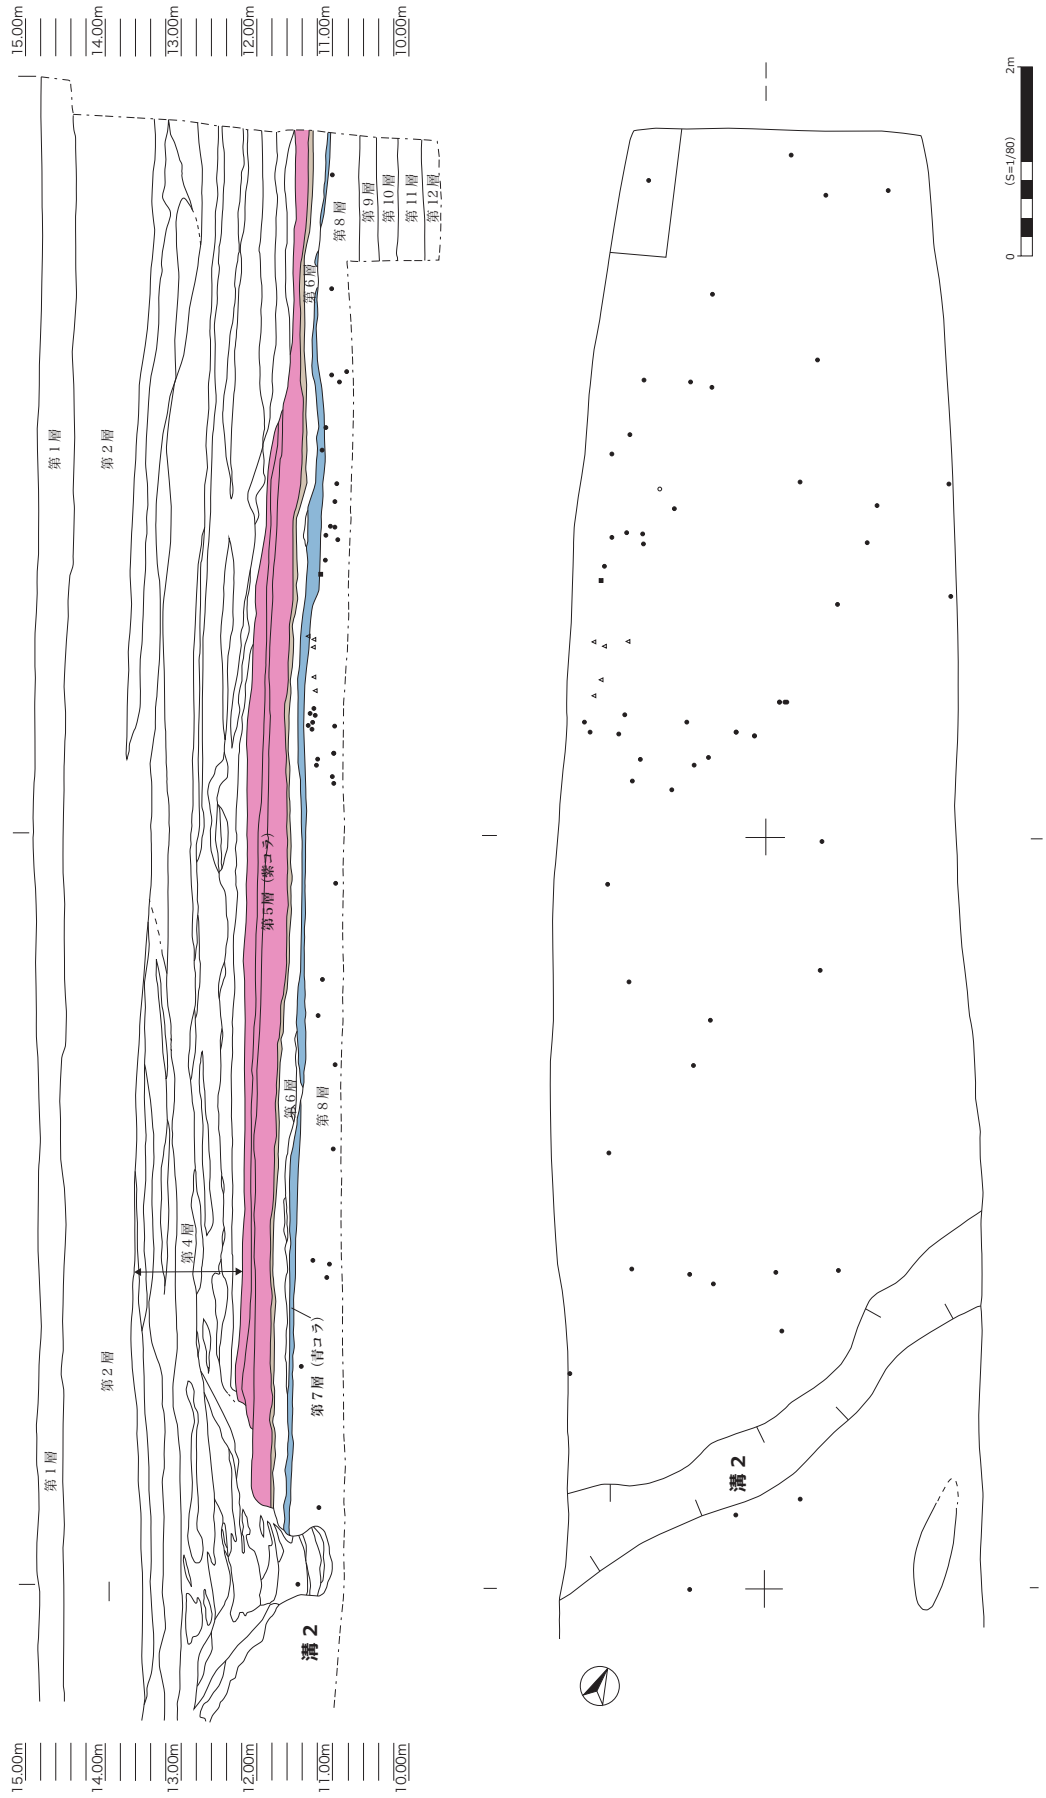 15.00m
14.00m
13.00m
12.00m
11.00m
10.00m
第1層
第2層
第6層
第8層
第9層
第10層
第11層
第12層
第5層（紫コラ）
第4層
第6層
第8層
第7層（青コラ）
第2層
第1層
溝2
15.00m
14.00m
13.00m
12.00m
11.00m
10.00m
溝2
0
(S=1/80)
2m